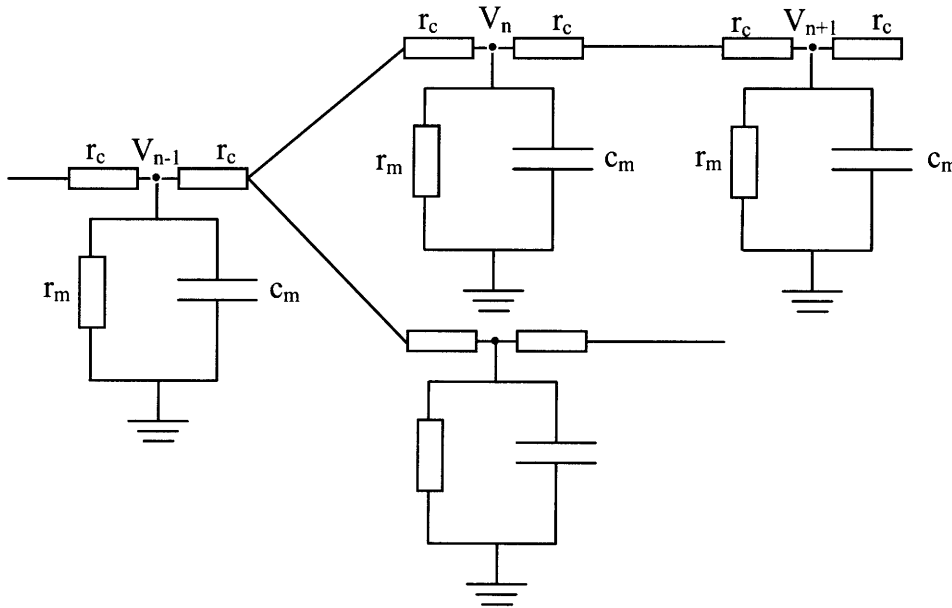 r_c V_n r_c r_c V_{n+1} r_c
r_c V_{n-1} r_c
r_m c_m r_m c_m
r_m c_m